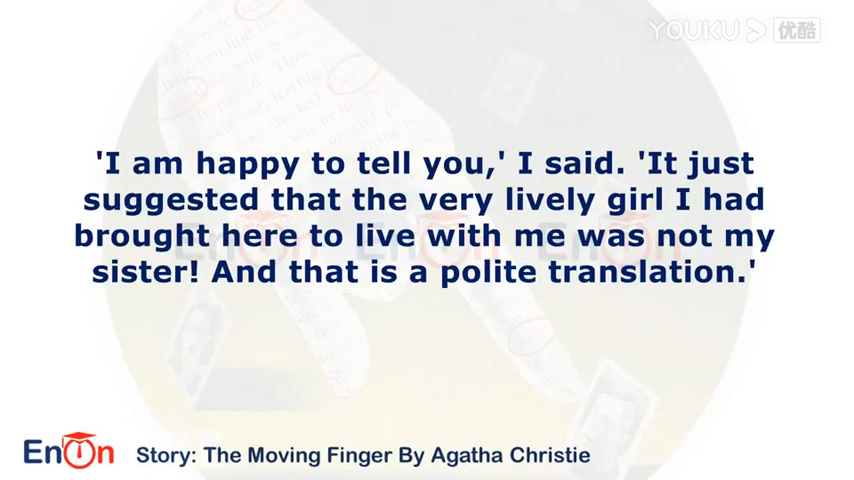 YOUKU 优酷
'I am happy to tell you,' I said. 'It just
suggested that the very lively girl I had
brought here to live with me was not my
sister! And that is a polite translation.'
EnOn
Story: The Moving Finger By Agatha Christie